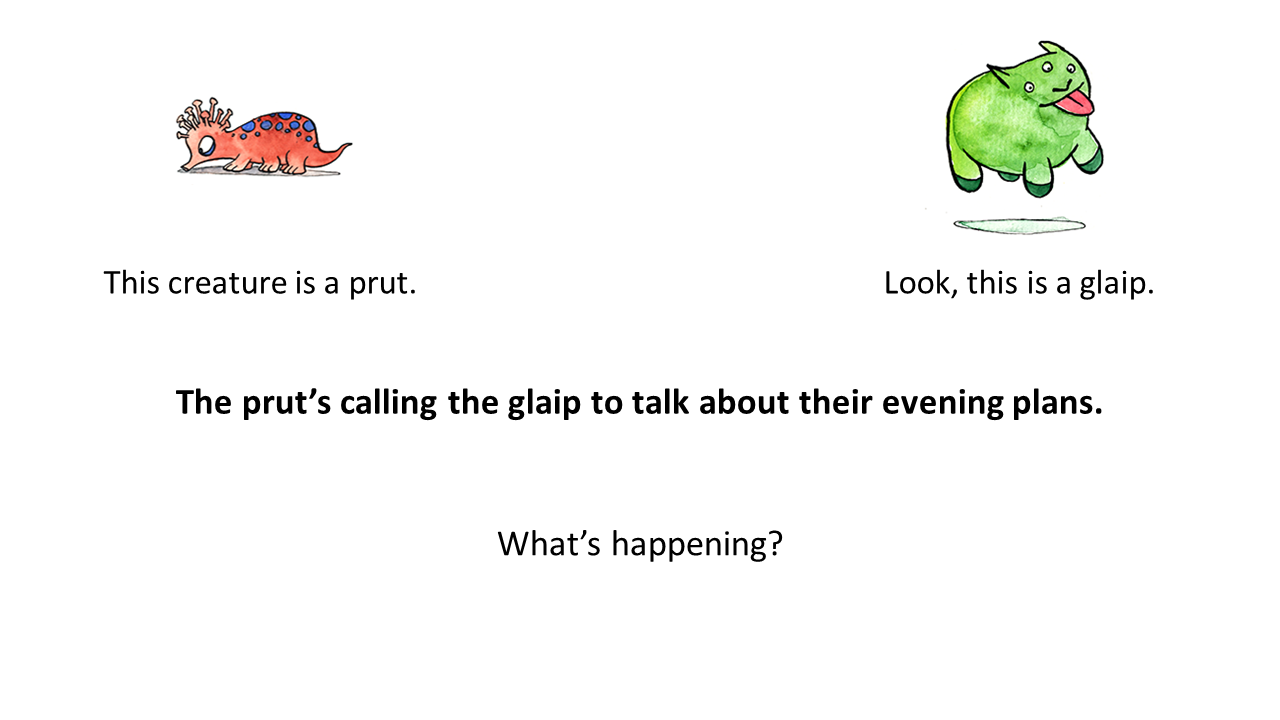 This creature is a prut.
Look, this is a glaip.
The prut’s calling the glaip to talk about their evening plans.
What’s happening?